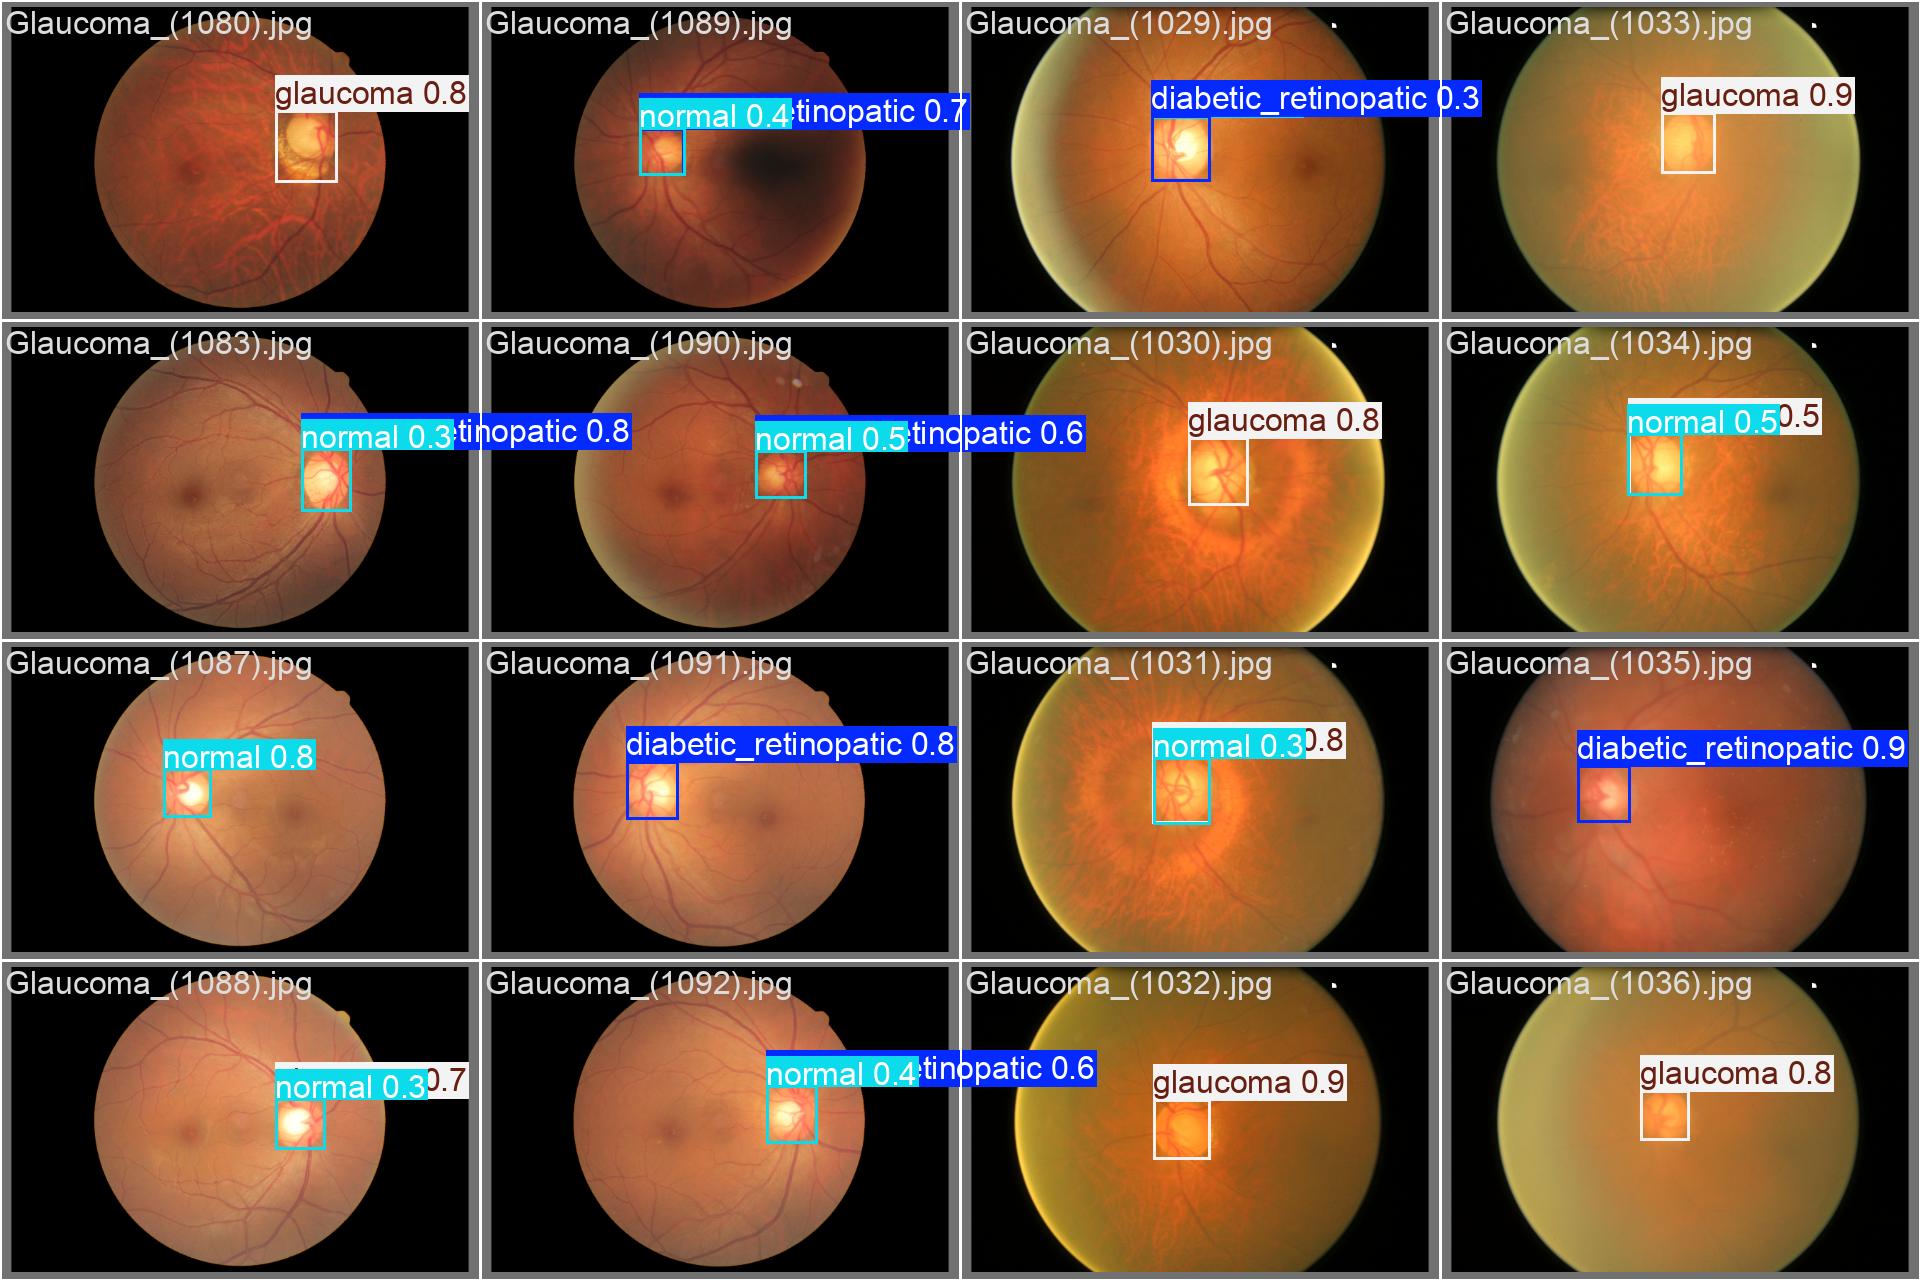 Glaucoma_(1080).jpg
glaucoma 0.8
Glaucoma_(1089).jpg
normal 0.4
tinopatic 0.7
Glaucoma_(1029).jpg
diabetic_retinopatic 0.3
Glaucoma_(1033).jpg
glaucoma 0.9
Glaucoma_(1083).jpg
normal 0.3
etinopatic 0.8
Glaucoma_(1090).jpg
normal 0.5
etinopatic 0.6
Glaucoma_(1030).jpg
glaucoma 0.8
Glaucoma_(1034).jpg
normal 0.5
0.5
Glaucoma_(1087).jpg
normal 0.8
Glaucoma_(1091).jpg
diabetic_retinopatic 0.8
Glaucoma_(1031).jpg
normal 0.3
0.8
Glaucoma_(1035).jpg
diabetic_retinopatic 0.9
Glaucoma_(1088).jpg
normal 0.3
0.7
Glaucoma_(1092).jpg
normal 0.4
etinopatic 0.6
Glaucoma_(1032).jpg
glaucoma 0.9
Glaucoma_(1036).jpg
glaucoma 0.8